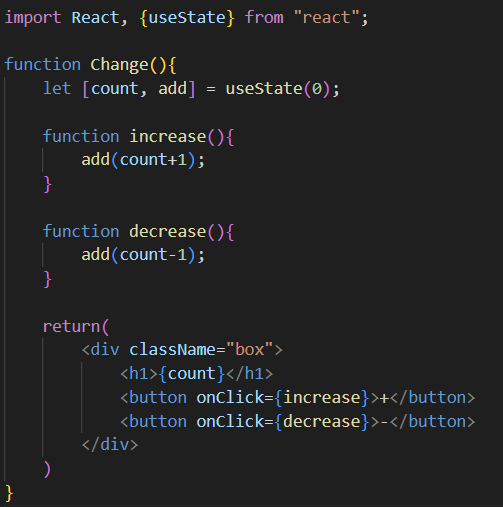 import React, {useState} from "react";

function Change(){
    let [count, add] = useState(0);

    function increase(){
        add(count+1);
    }

    function decrease(){
        add(count-1);
    }

    return(
        <div className="box">
            <h1>{count}</h1>
            <button onClick={increase}>+</button>
            <button onClick={decrease}>-</button>
        </div>
    )
}